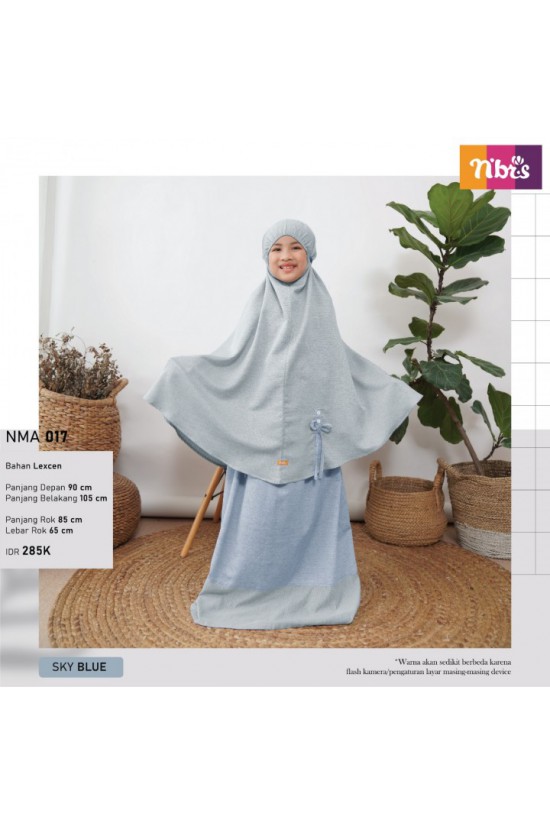 nibr's
NMA 017
Bahan Lexcen
Panjang Depan 90 cm
Panjang Belakang 105 cm
Panjang Rok 85 cm
Lebar Rok 65 cm
IDR 285K
SKY BLUE
*Warna akan sedikit berbeda karena
flash kamera/pengaturan layar masing-masing device